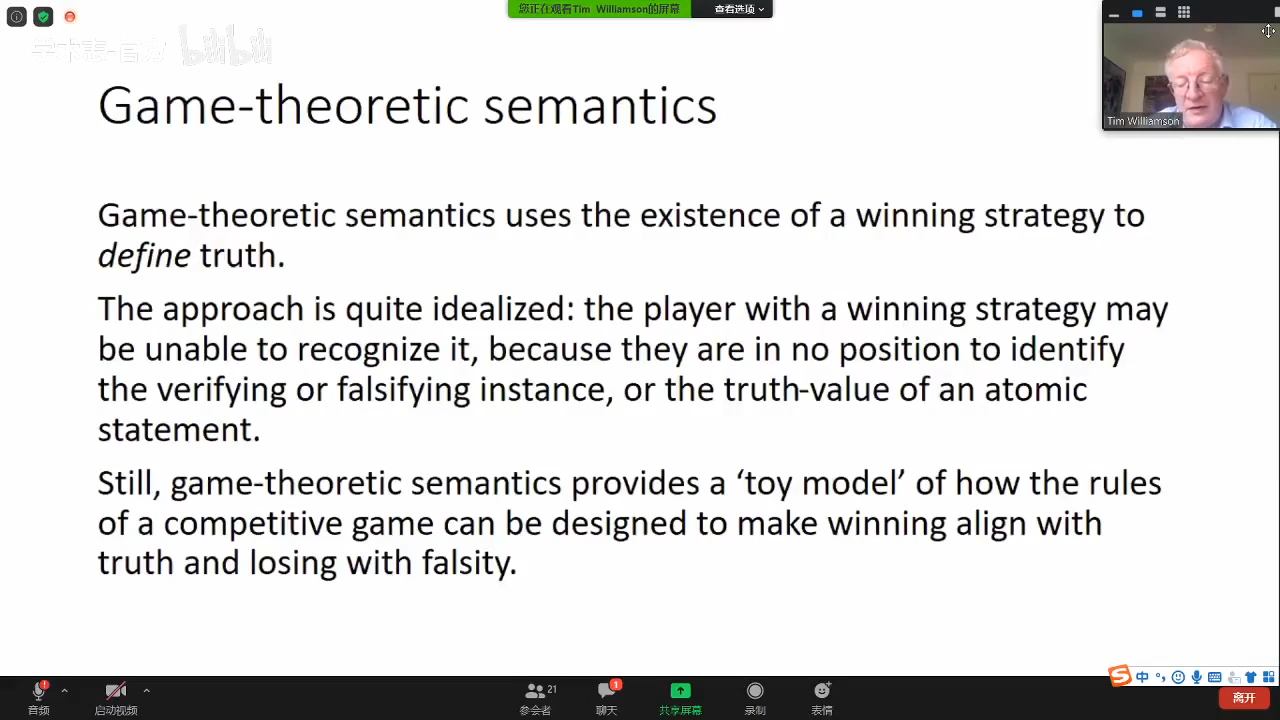 您正在观看Tim Williamson的屏幕
查看选项
bilibili
Game-theoretic semantics
Tim Williamson
Game-theoretic semantics uses the existence of a winning strategy to
define truth.
The approach is quite idealized: the player with a winning strategy may
be unable to recognize it, because they are in no position to identify
the verifying or falsifying instance, or the truth-value of an atomic
statement.
Still, game-theoretic semantics provides a ‘toy model’ of how the rules
of a competitive game can be designed to make winning align with
truth and losing with falsity.
中
21
1
音频
启动视频
参会者
聊天
共享屏幕
录制
表情
离开